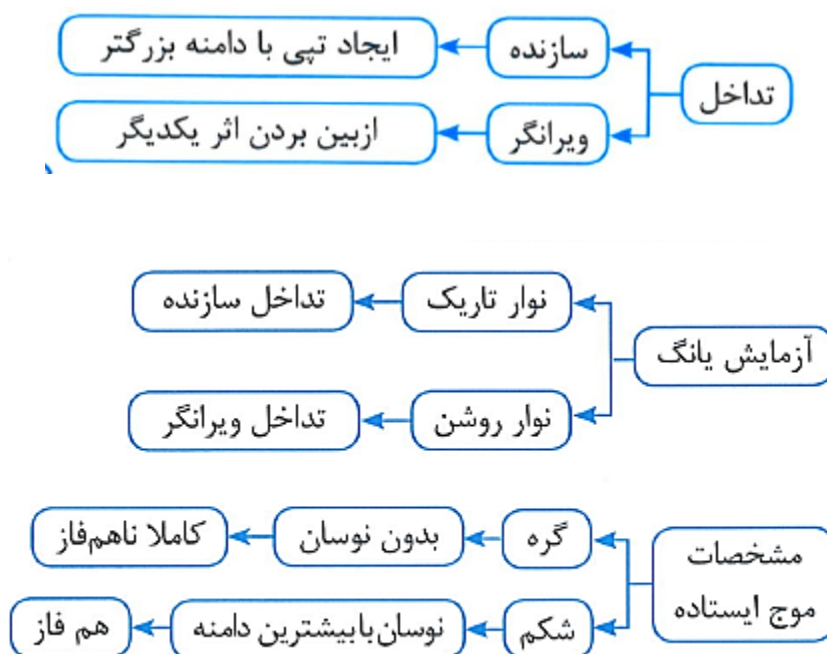 تداخل
سازنده
ایجاد تپی با دامنه بزرگتر
ویرانگر
ازبین بردن اثر یکدیگر
آزمایش یانگ
نوار تاریک
تداخل سازنده
نوار روشن
تداخل ویرانگر
مشخصات
موج ایستاده
گره
بدون نوسان
کاملا ناهم‌فاز
شکم
نوسان با بیشترین دامنه
هم فاز